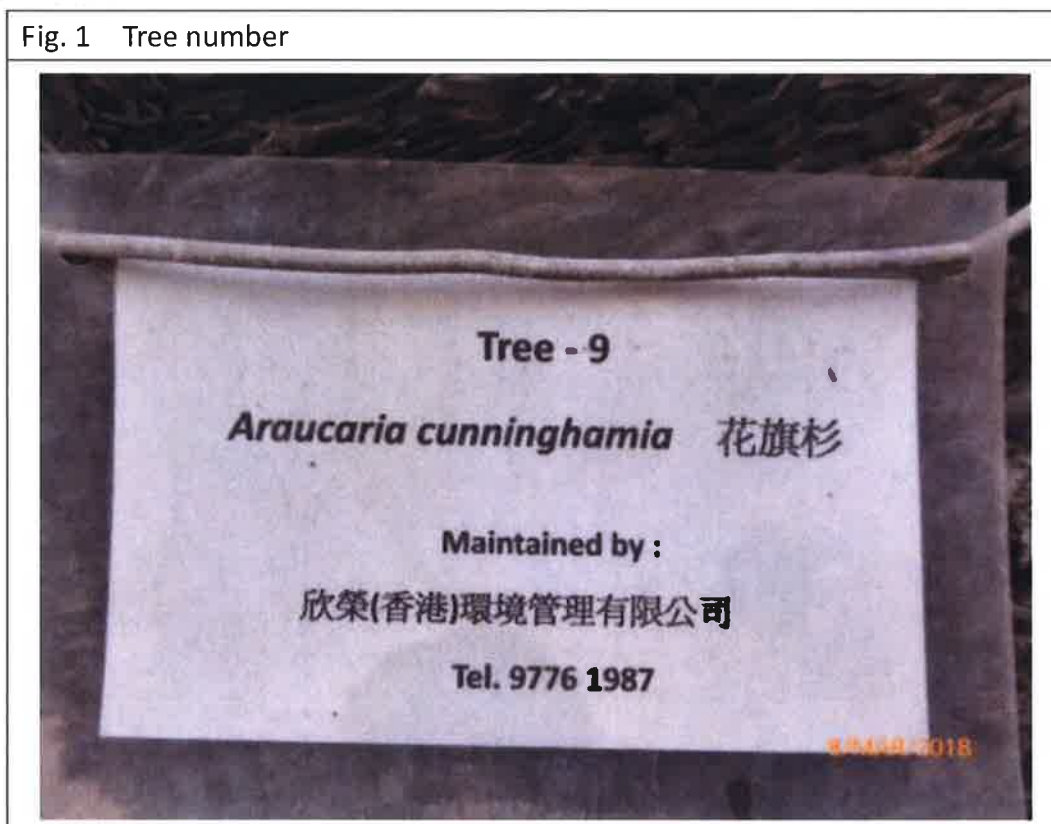 Fig. 1 Tree number
Tree - 9
Araucaria cunninghamia 花旗杉
Maintained by :
欣榮(香港)環境管理有限公司
Tel. 9776 1987
2018